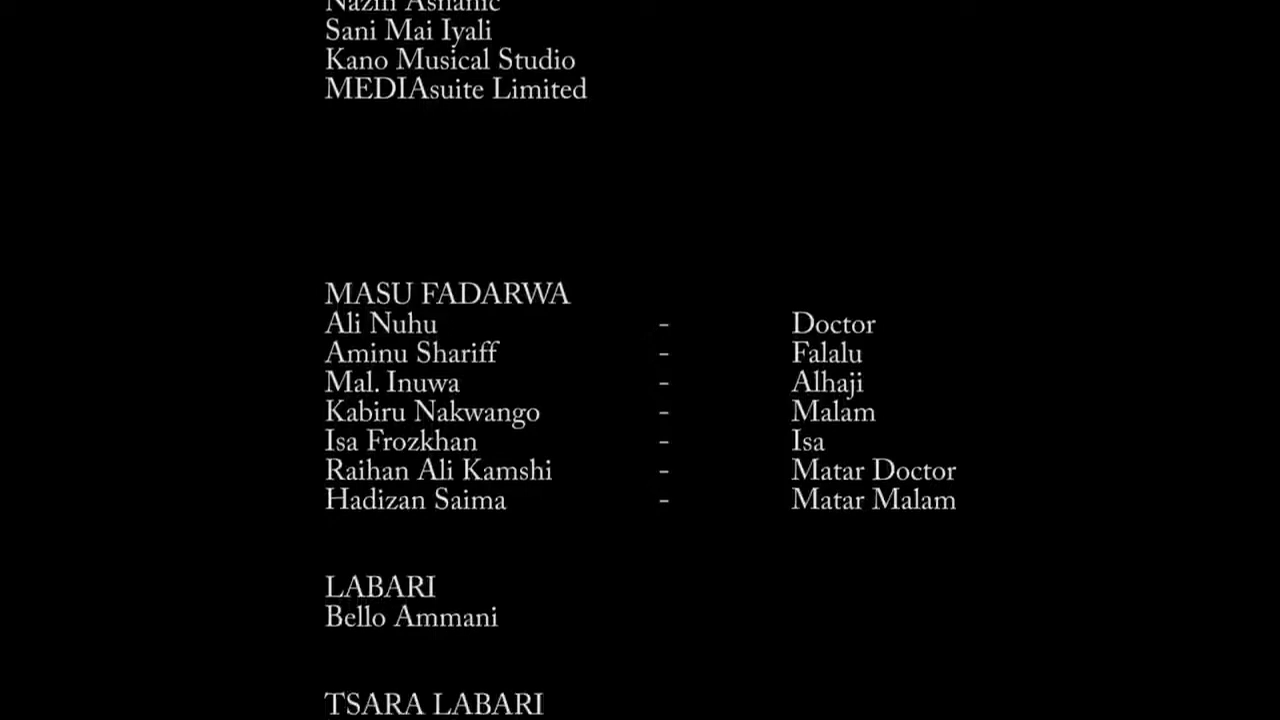 Sani Mai Iyali
Kano Musical Studio
MEDIAsuite Limited
MASU FADARWA
Ali Nuhu - Doctor
Aminu Shariff - Falalu
Mal. Inuwa - Alhaji
Kabiru Nakwango - Malam
Isa Frozkhan - Isa
Raihan Ali Kamshi - Matar Doctor
Hadizan Saima - Matar Malam
LABARI
Bello Ammani
TSARA LABARI